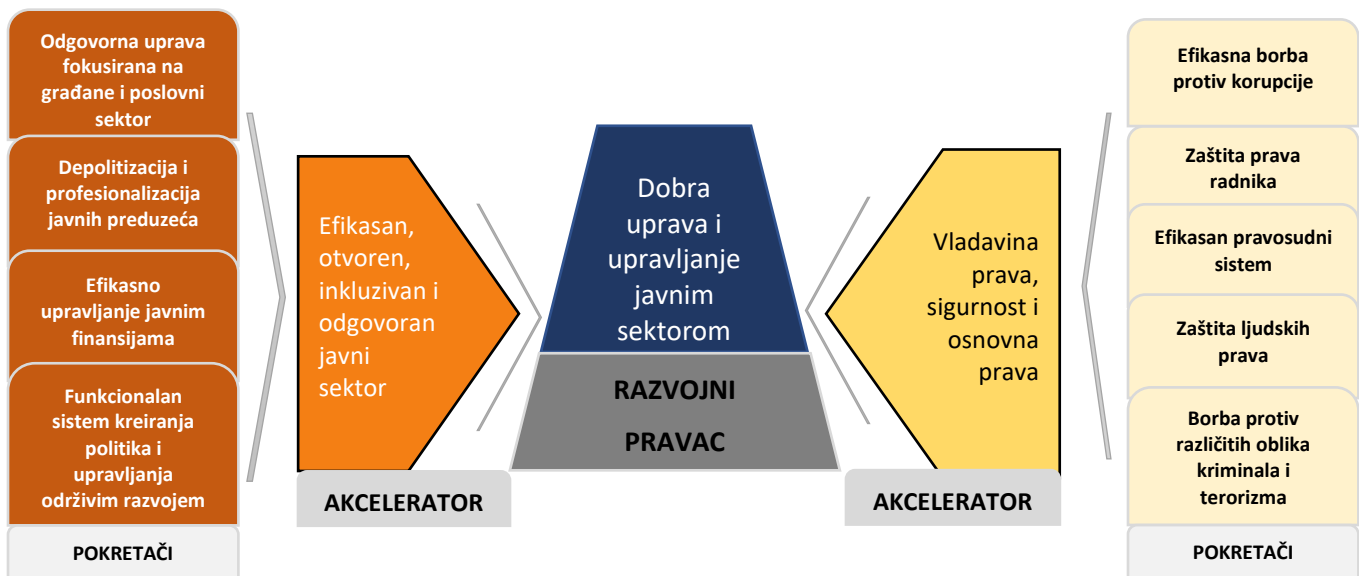 Odgovorna uprava
fokusirana na
građane i poslovni
sektor
Depolitizacija i
profesionalizacija
javnih preduzeća
Efikasno
upravljanje javnim
finansijama
Funkcionalan
sistem kreiranja
politika i
upravljanja
održivim razvojem
POKRETAČI
Efikasan,
otvoren,
inkluzivan i
odgovoran
javni
sektor
AKCELERATOR
Dobra
uprava i
upravljanje
javnim
sektorom
RAZVOJNI
PRAVAC
Vladavina
prava,
sigurnost i
osnovna
prava
AKCELERATOR
Efikasna borba
protiv korupcije
Zaštita prava
radnika
Efikasan pravosudni
sistem
Zaštita ljudskih
prava
Borba protiv
različitih oblika
kriminala i
terorizma
POKRETAČI